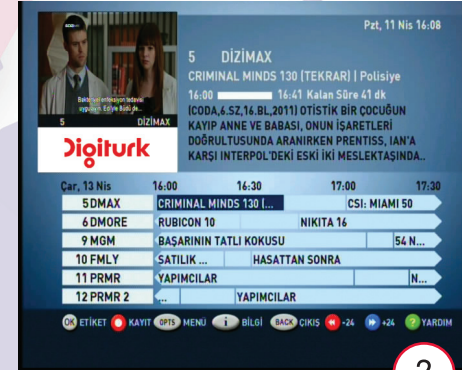 Pzt, 11 Nis 16:08
Bakteriyel enfeksiyon tedavisi
5 DİZİMAX
5 DİZİMAX
CRIMINAL MINDS 130 (TEKRAR) | Polisiye
16:00 16:41 Kalan Süre 41 dk
(CODA,6.SZ,16.BL,2011) OTİSTİK BİR ÇOCUĞUN
KAYIP ANNE VE BABASI, ONUN İŞARETLERİ
DOĞRULTUSUNDA ARANIRKEN PRENTISS, IAN'A
KARŞI INTERPOL'DEKİ ESKİ İKİ MESLEKTAŞINDA..
Digiturk
Çar, 13 Nis 16:00 16:30 17:00 17:30
5 DMAX CRIMINAL MINDS 130 (... CSI: MIAMI 50
6 DMORE RUBICON 10 NIKITA 16
9 MGM BAŞARININ TATLI KOKUSU 54 N...
10 FMLY SATILIK ... HASATTAN SONRA
11 PRMR YAPIMCILAR N...
12 PRMR 2 ... YAPIMCILAR
OK ETİKET KAYIT OPTS MENÜ i BİLGİ BACK ÇIKIŞ -24 +24 ? YARDIM
2